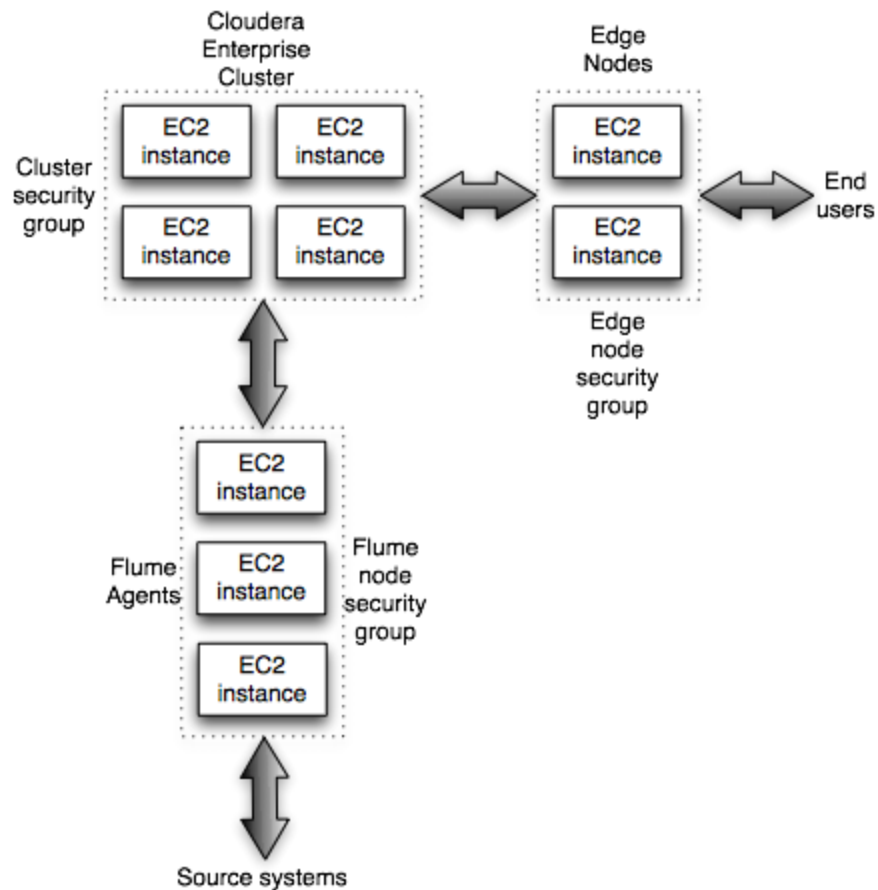 Cloudera
Enterprise
Cluster
Edge
Nodes
Cluster
security
group
EC2
instance
EC2
instance
EC2
instance
EC2
instance
EC2
instance
EC2
instance
End
users
Edge
node
security
group
Flume
Agents
EC2
instance
EC2
instance
EC2
instance
Flume
node
security
group
Source systems